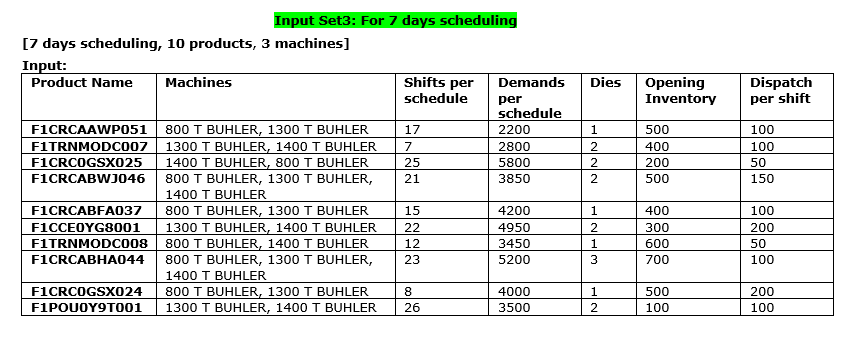 Input Set3: For 7 days scheduling
[7 days scheduling, 10 products, 3 machines]
Input:
Product Name Machines Shifts per schedule Demands per schedule Dies Opening Inventory Dispatch per shift
F1CRCAAWP051 800 T BUHLER, 1300 T BUHLER 17 2200 1 500 100
F1TRNMODC007 1300 T BUHLER, 1400 T BUHLER 7 2800 2 400 100
F1CRC0GSX025 1400 T BUHLER, 800 T BUHLER 25 5800 2 200 50
F1CRCABWJ046 800 T BUHLER, 1300 T BUHLER, 1400 T BUHLER 21 3850 2 500 150
F1CRCABFA037 800 T BUHLER, 1300 T BUHLER 15 4200 1 400 100
F1CCE0YG8001 1300 T BUHLER, 1400 T BUHLER 22 4950 2 300 200
F1TRNMODC008 800 T BUHLER, 1400 T BUHLER 12 3450 1 600 50
F1CRCABHA044 800 T BUHLER, 1300 T BUHLER, 1400 T BUHLER 23 5200 3 700 100
F1CRC0GSX024 800 T BUHLER, 1300 T BUHLER 8 4000 1 500 200
F1POU0Y9T001 1300 T BUHLER, 1400 T BUHLER 26 3500 2 100 100